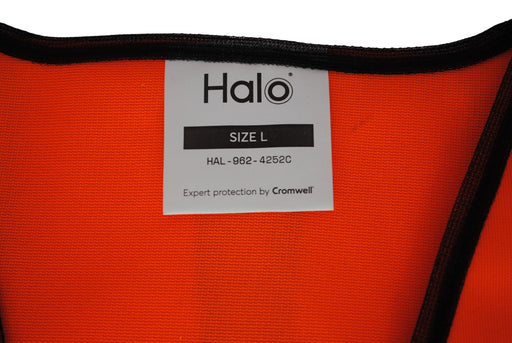 Halo®
SIZE L
HAL-962-4252C
Expert protection by Cromwell®